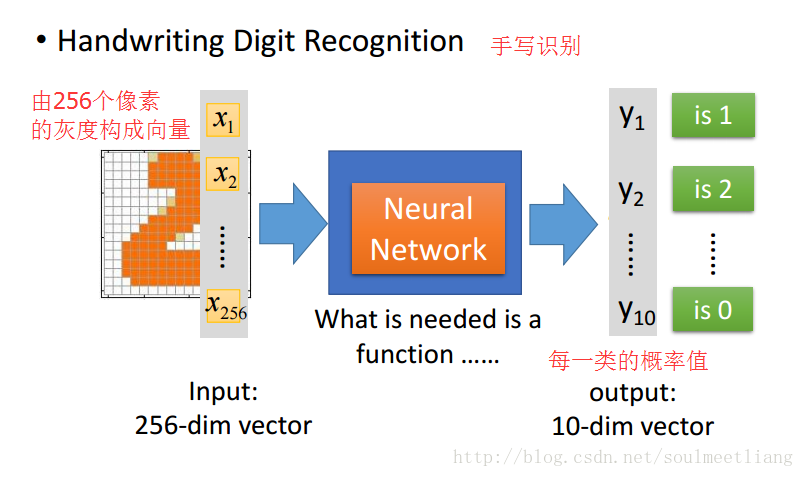 • Handwriting Digit Recognition 手写识别
由256个像素
的灰度构成向量
x1
x2
……
x256
Neural
Network
What is needed is a
function ……
y1 is 1
y2 is 2
…… ……
y10 is 0
每一类的概率值
Input:
256-dim vector
output:
10-dim vector
http://blog.csdn.net/soulmeetliang